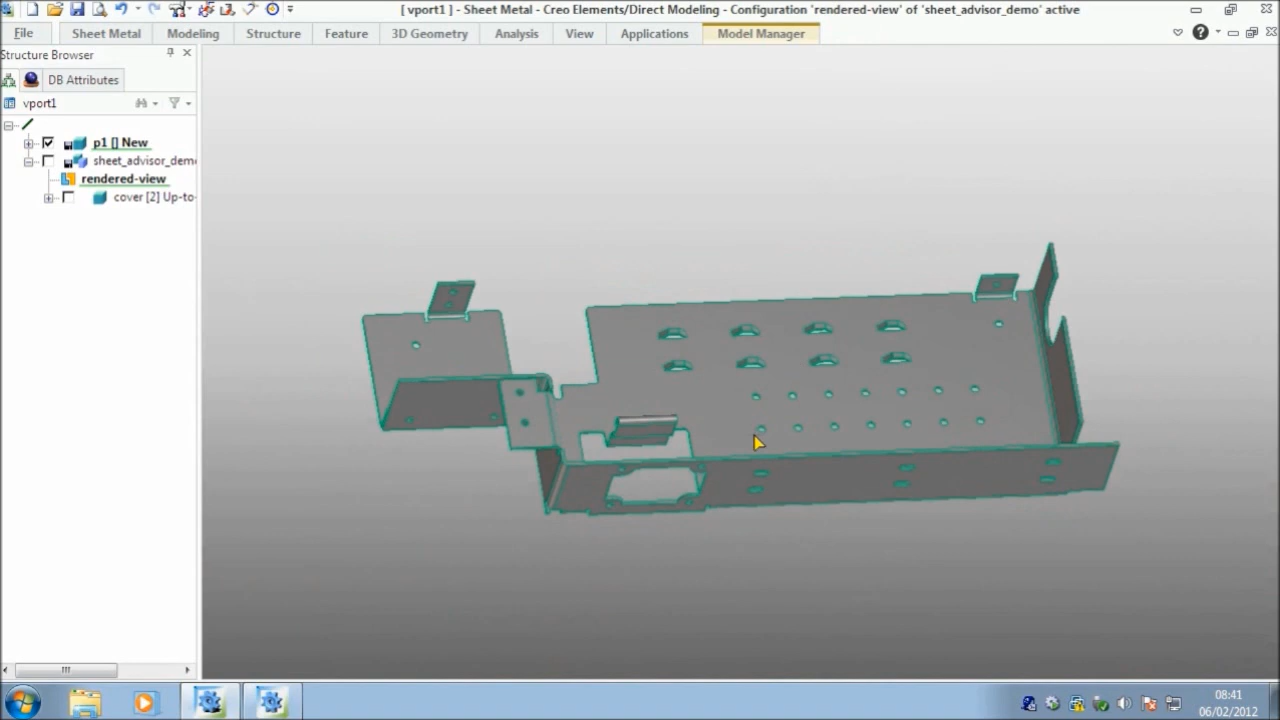 [ vport1 ] - Sheet Metal - Creo Elements/Direct Modeling - Configuration 'rendered-view' of 'sheet_advisor_demo' active
File Sheet Metal Modeling Structure Feature 3D Geometry Analysis View Applications Model Manager
Structure Browser
DB Attributes
vport1
p1 [] New
sheet_advisor_demo
rendered-view
cover [2] Up-to-
08:41
06/02/2012